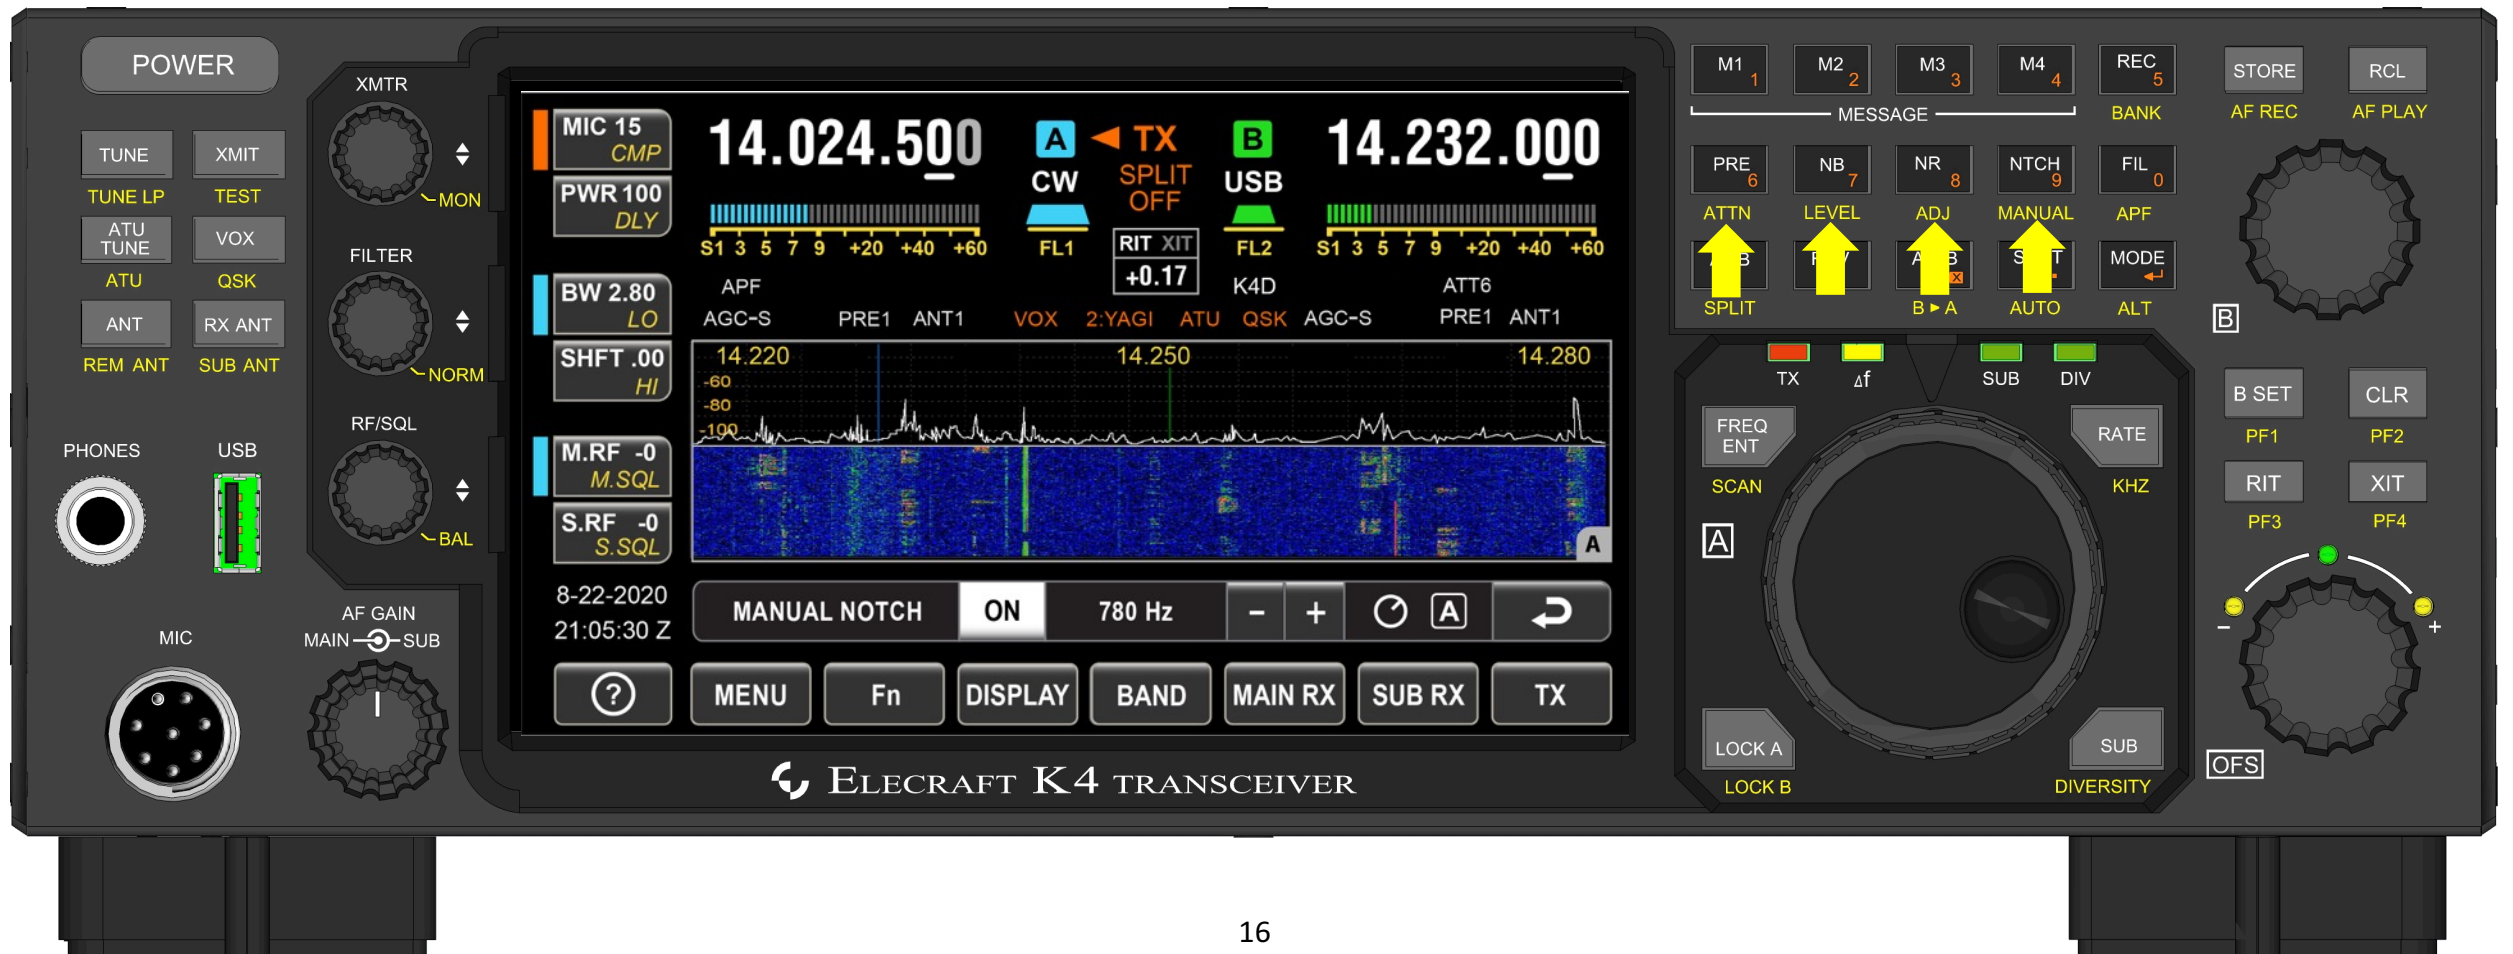 POWER
TUNE
XMIT
TUNE LP
TEST
ATU
TUNE
VOX
ATU
QSK
ANT
RX ANT
REM ANT
SUB ANT
PHONES
USB
MIC
XMTR
MON
FILTER
NORM
RF/SQL
BAL
AF GAIN
MAIN SUB
MIC 15
CMP
PWR 100
DLY
BW 2.80
LO
SHFT .00
HI
M.RF -0
M.SQL
S.RF -0
S.SQL
8-22-2020
21:05:30 Z
14.024.500
A
TX
B
14.232.000
CW
SPLIT
OFF
USB
S1 3 5 7 9 +20 +40 +60
FL1
RIT XIT
+0.17
FL2
S1 3 5 7 9 +20 +40 +60
APF
K4D
ATT6
AGC-S PRE1 ANT1
VOX 2:YAGI ATU QSK
AGC-S PRE1 ANT1
14.220 14.250 14.280
-60
-80
-100
A
MANUAL NOTCH ON 780 Hz - + A
? MENU Fn DISPLAY BAND MAIN RX SUB RX TX
ELECRAFT K4 TRANSCEIVER
M1 1
M2 2
M3 3
M4 4
REC 5
MESSAGE
BANK
PRE 6
NB 7
NR 8
NTCH 9
FIL 0
ATTN
LEVEL
ADJ
MANUAL
APF
MODE
SPLIT
B ▸ A
AUTO
ALT
STORE
RCL
AF REC
AF PLAY
B
TX
Δf
SUB
DIV
FREQ
ENT
SCAN
RATE
KHZ
A
LOCK A
LOCK B
SUB
DIVERSITY
B SET
CLR
PF1
PF2
RIT
XIT
PF3
PF4
- +
OFS
16